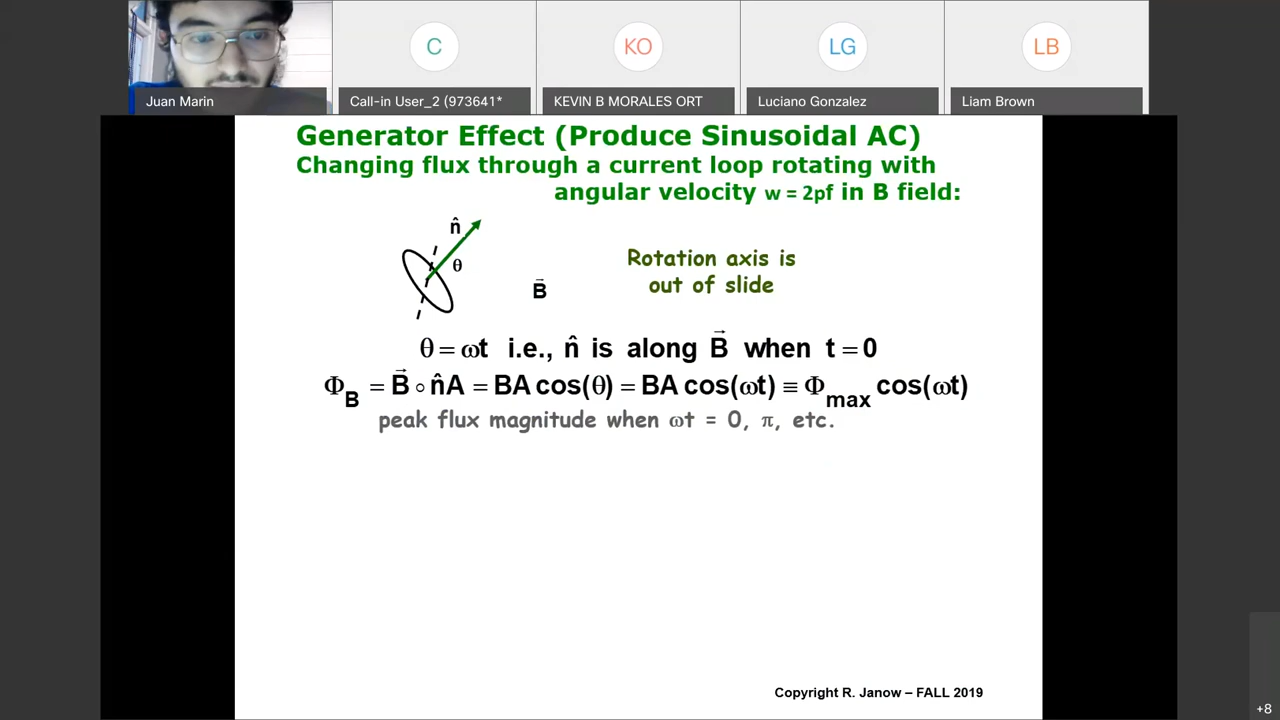 C
KO
LG
LB
Juan Marin
Call-in User_2 (973641*
KEVIN B MORALES ORT
Luciano Gonzalez
Liam Brown
Generator Effect (Produce Sinusoidal AC)
Changing flux through a current loop rotating with
angular velocity w = 2pf in B field:
n̂
θ
B⃗
Rotation axis is
out of slide
θ = ωt i.e., n̂ is along B⃗ when t = 0
Φ_B = B⃗ ∘ n̂A = BA cos(θ) = BA cos(ωt) ≡ Φ_max cos(ωt)
peak flux magnitude when ωt = 0, π, etc.
Copyright R. Janow – FALL 2019
+8